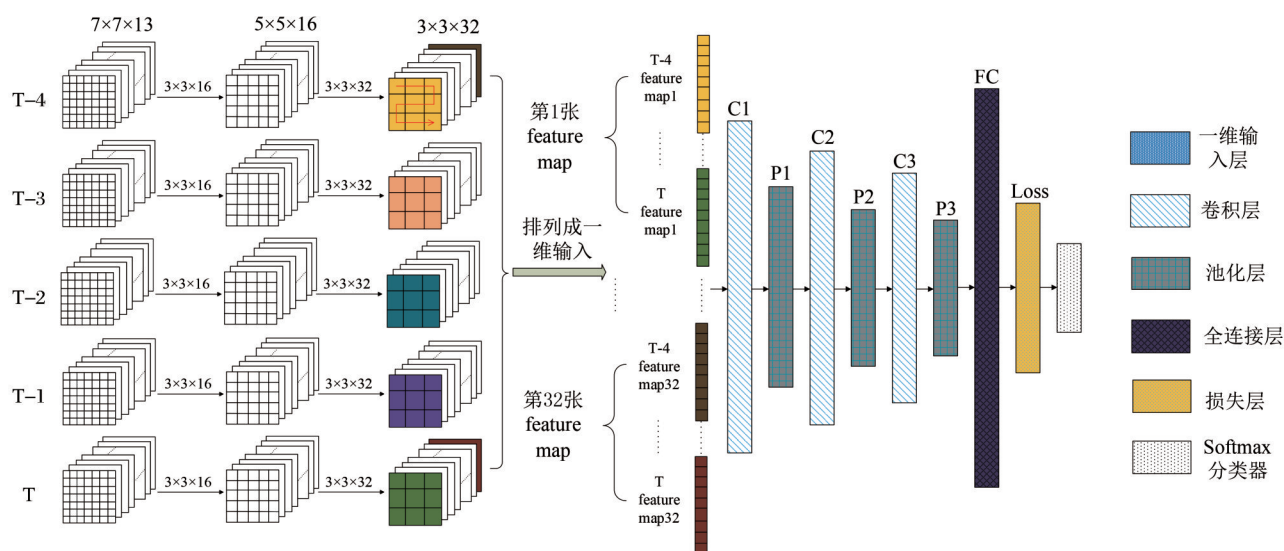 7×7×13
5×5×16
3×3×32
T−4
3×3×16
3×3×32
T−3
3×3×16
3×3×32
T−2
3×3×16
3×3×32
T−1
3×3×16
3×3×32
T
3×3×16
3×3×32
第1张
feature
map
排列成一
维输入
第32张
feature
map
T-4
feature
map1
T
feature
map1
T-4
feature
map32
T
feature
map32
C1
P1
C2
P2
C3
P3
FC
Loss
一维输
入层
卷积层
池化层
全连接层
损失层
Softmax
分类器